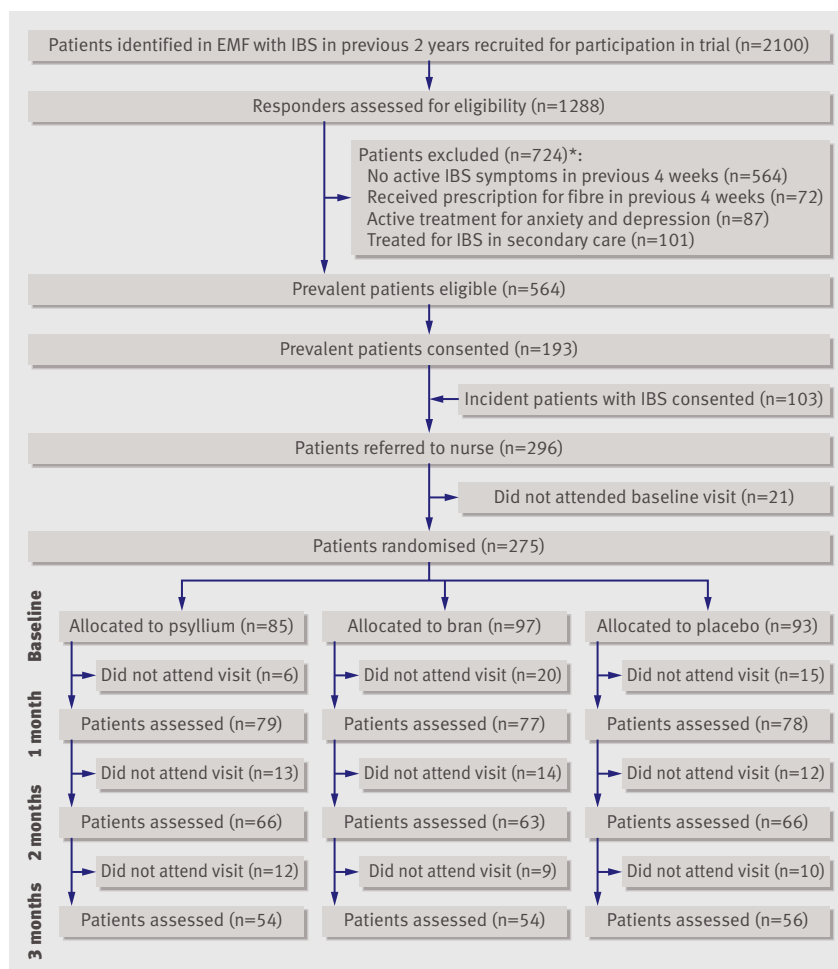 Patients identified in EMF with IBS in previous 2 years recruited for participation in trial (n=2100)
Responders assessed for eligibility (n=1288)
Patients excluded (n=724)*:
No active IBS symptoms in previous 4 weeks (n=564)
Received prescription for fibre in previous 4 weeks (n=72)
Active treatment for anxiety and depression (n=87)
Treated for IBS in secondary care (n=101)
Prevalent patients eligible (n=564)
Prevalent patients consented (n=193)
Incident patients with IBS consented (n=103)
Patients referred to nurse (n=296)
Did not attended baseline visit (n=21)
Patients randomised (n=275)
Baseline
Allocated to psyllium (n=85)
Allocated to bran (n=97)
Allocated to placebo (n=93)
Did not attend visit (n=6)
Did not attend visit (n=20)
Did not attend visit (n=15)
1 month
Patients assessed (n=79)
Patients assessed (n=77)
Patients assessed (n=78)
Did not attend visit (n=13)
Did not attend visit (n=14)
Did not attend visit (n=12)
2 months
Patients assessed (n=66)
Patients assessed (n=63)
Patients assessed (n=66)
Did not attend visit (n=12)
Did not attend visit (n=9)
Did not attend visit (n=10)
3 months
Patients assessed (n=54)
Patients assessed (n=54)
Patients assessed (n=56)